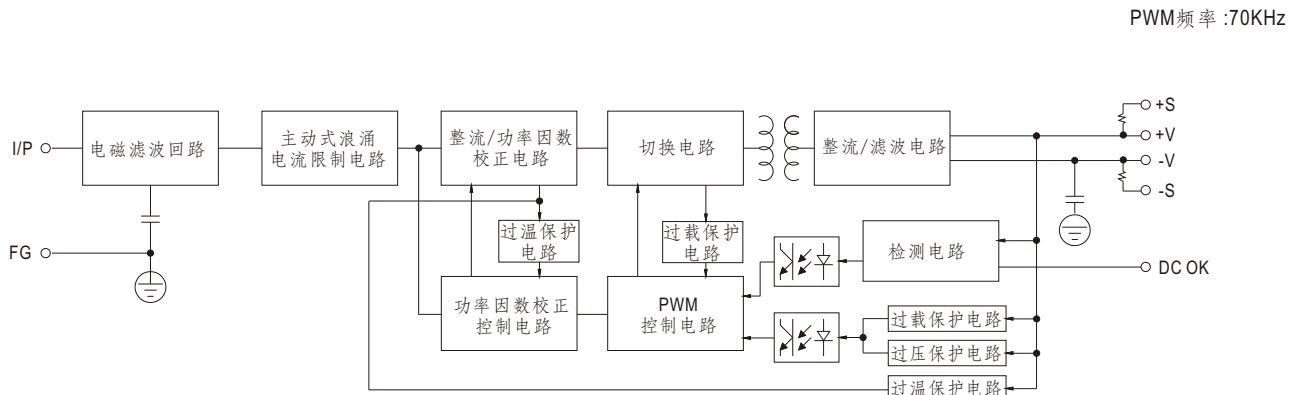 PWM频率 :70KHz
+S
I/P
电磁滤波回路
主动式浪涌
电流限制电路
整流/功率因数
校正电路
切换电路
整流/滤波电路
+V
-V
-S
FG
过温保护
电路
过载保护
电路
检测电路
DC OK
功率因数校正
控制电路
PWM
控制电路
过载保护电路
过压保护电路
过温保护电路